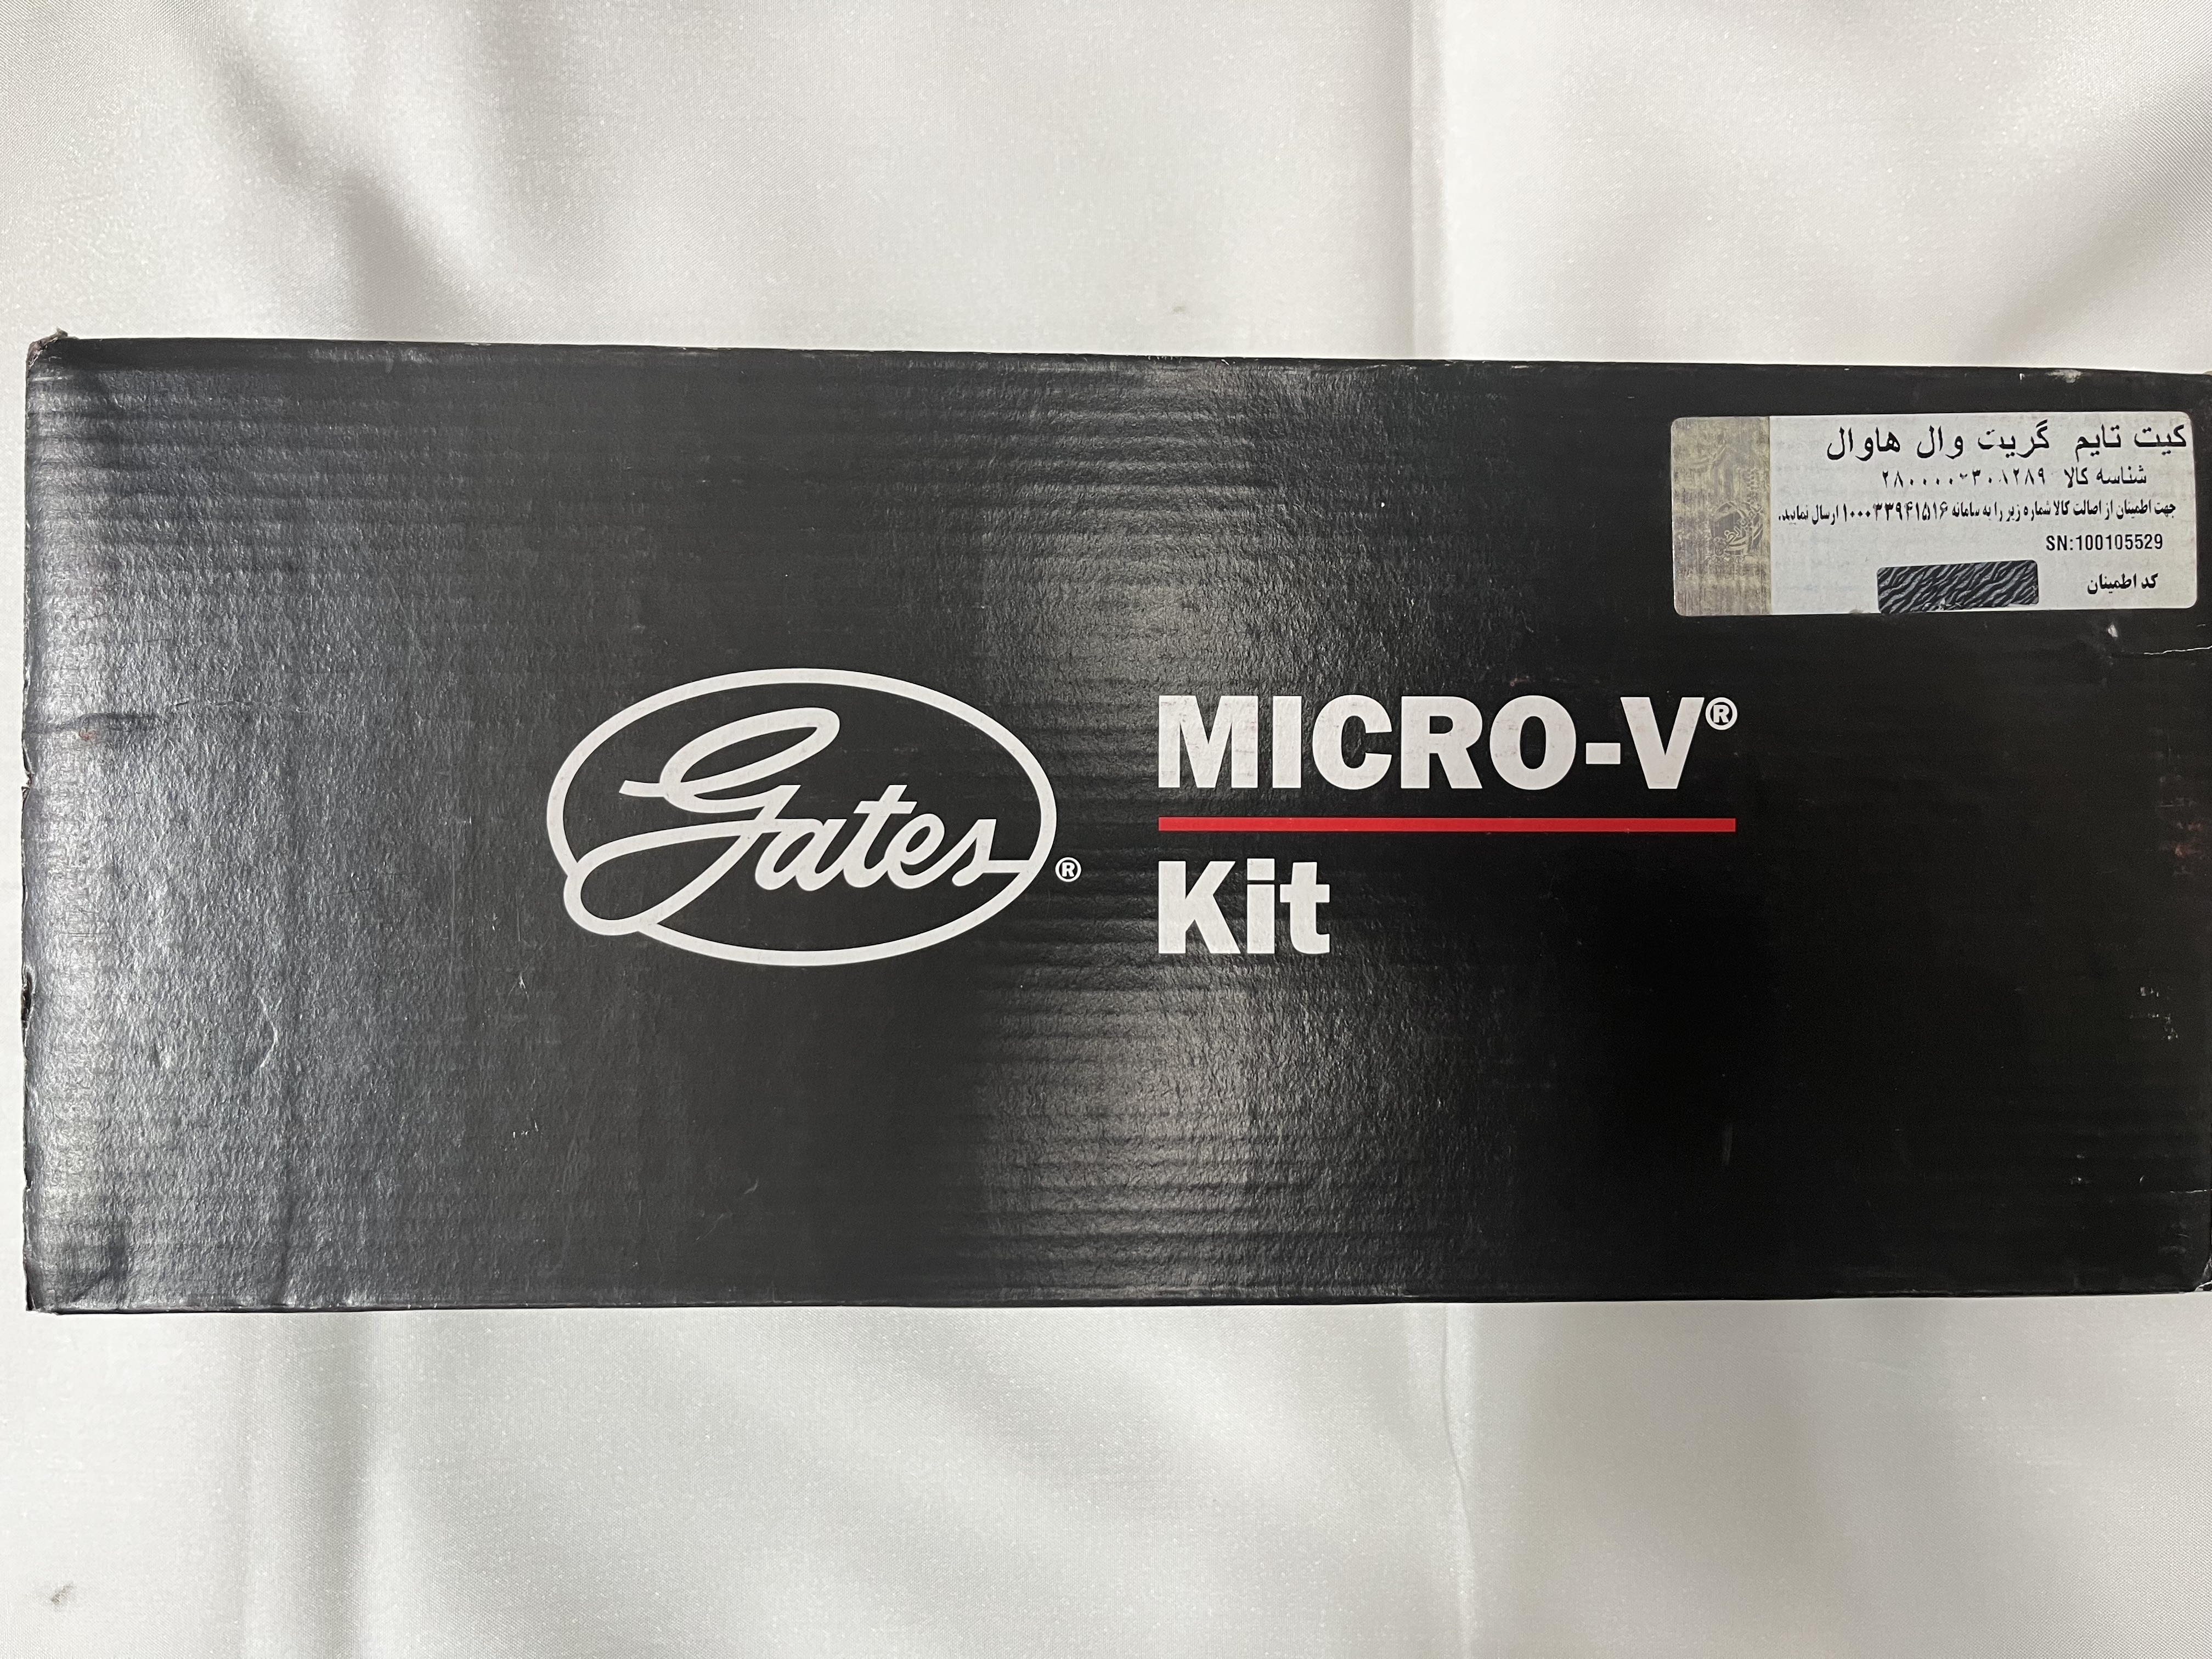 کیت تایم گریت وال هاوال
شناسه کالا
جهت اطمینان از اصالت کالا شماره زیر را به سامانه ۱۰۰۰۳۳۹۴۱۵۱۶ ارسال نمایید.
SN:100105529
کد اطمینان
Gates®
MICRO-V®
Kit